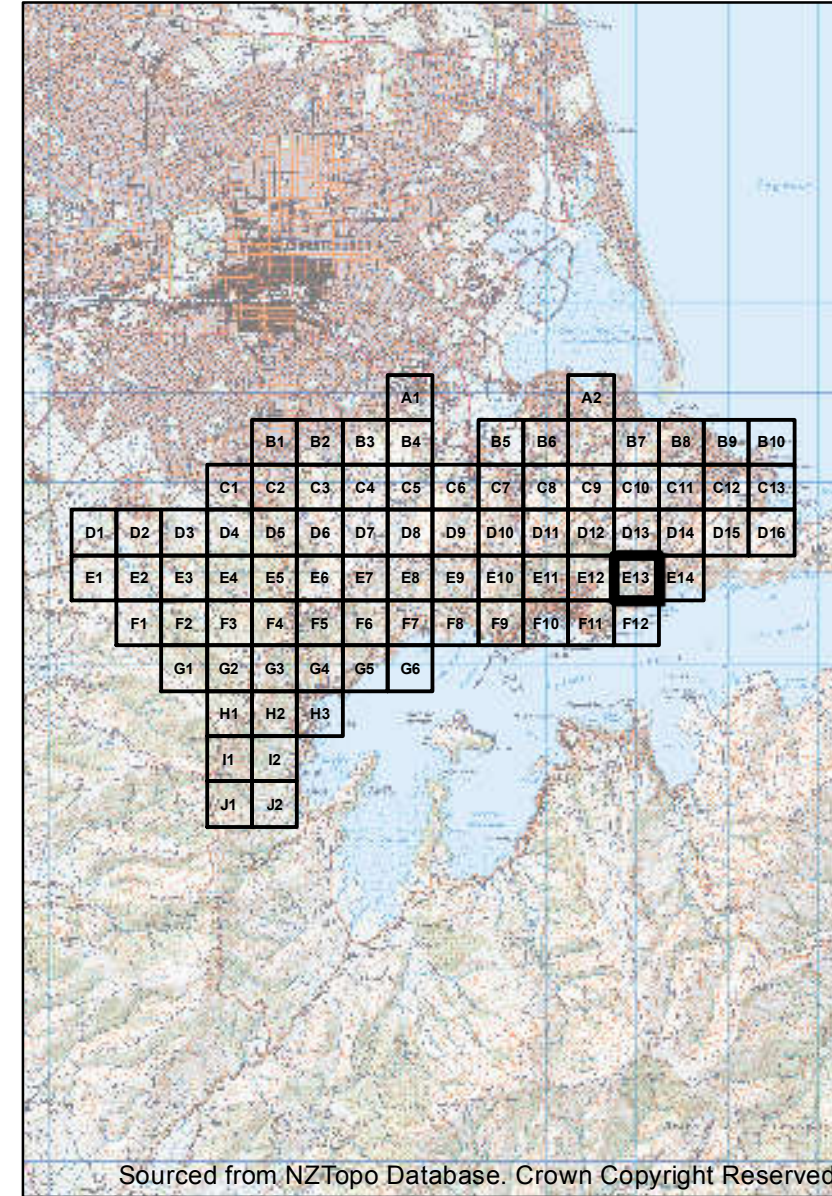 A1 A2
B1 B2 B3 B4 B5 B6 B7 B8 B9 B10
C1 C2 C3 C4 C5 C6 C7 C8 C9 C10 C11 C12 C13
D1 D2 D3 D4 D5 D6 D7 D8 D9 D10 D11 D12 D13 D14 D15 D16
E1 E2 E3 E4 E5 E6 E7 E8 E9 E10 E11 E12 E13 E14
F1 F2 F3 F4 F5 F6 F7 F8 F9 F10 F11 F12
G1 G2 G3 G4 G5 G6
H1 H2 H3
I1 I2
J1 J2
Sourced from NZTopo Database. Crown Copyright Reserved